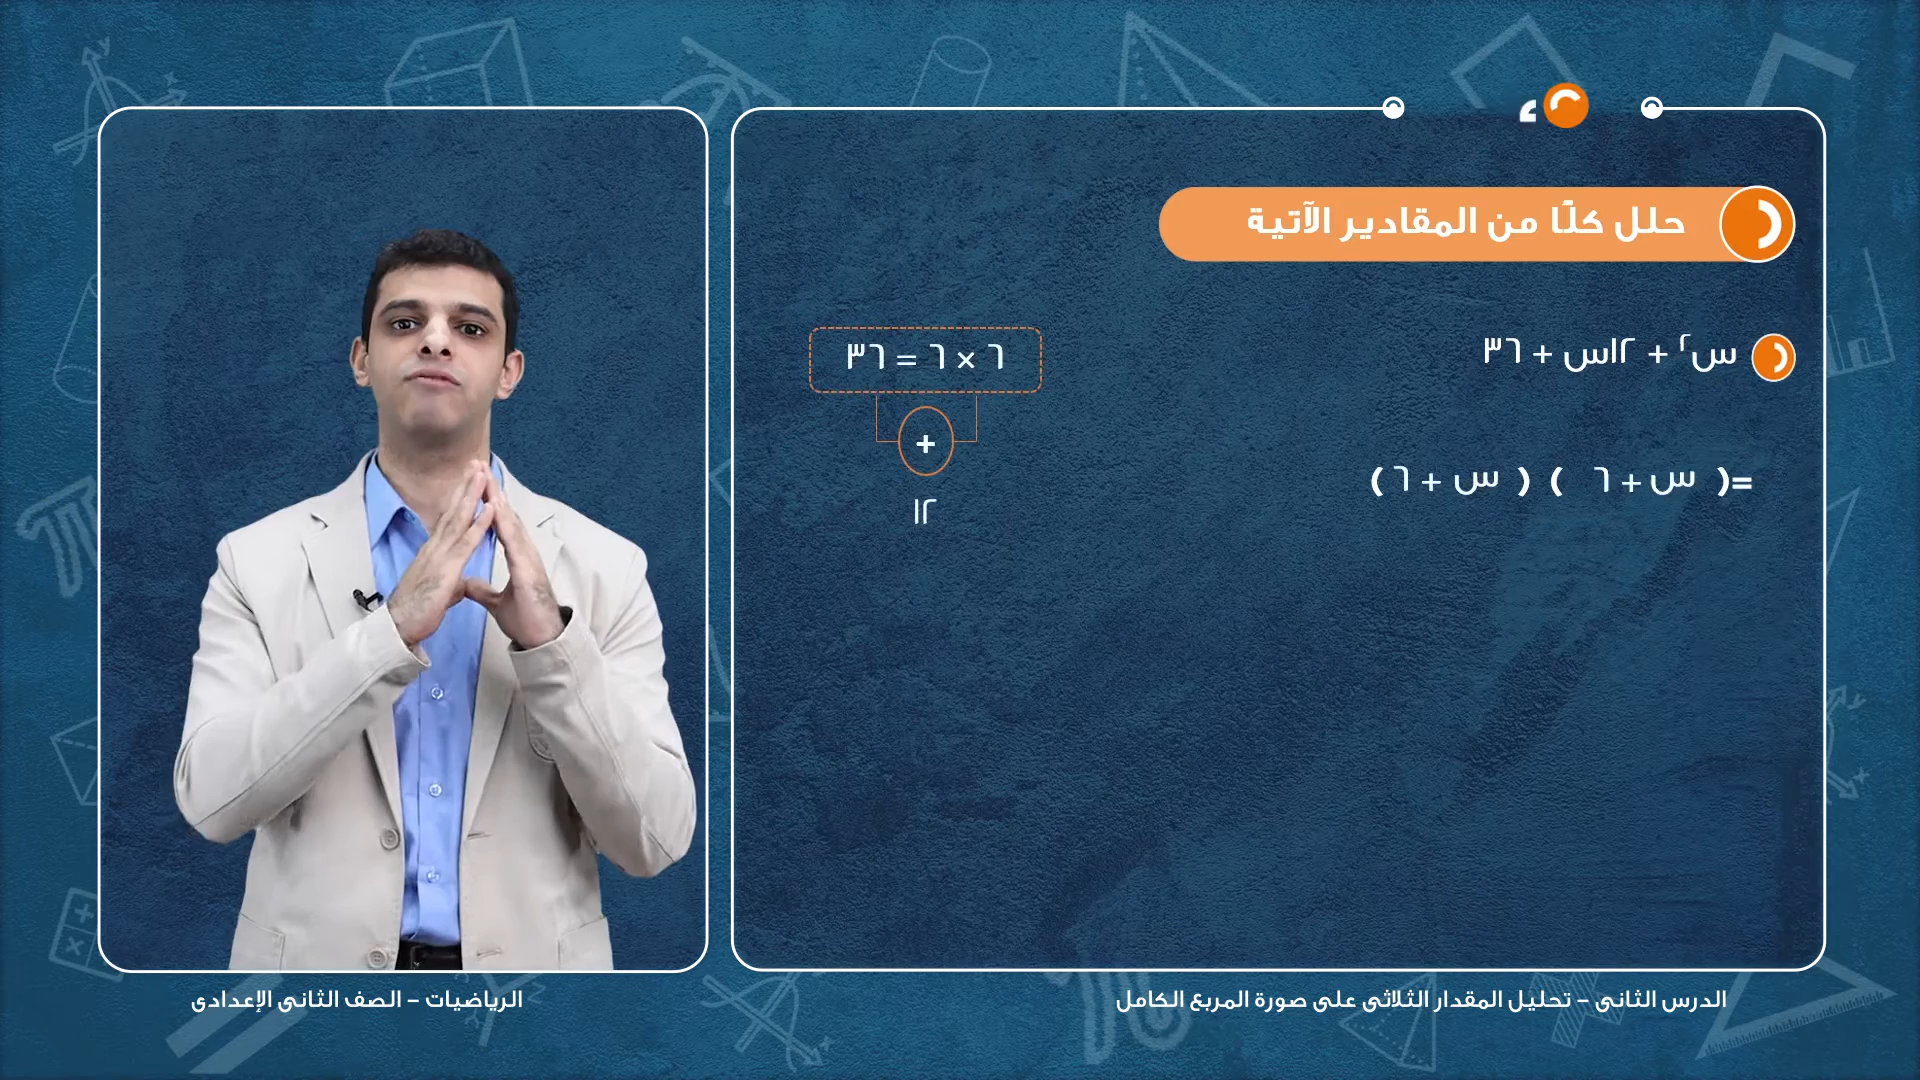 حلل كلًا من المقادير الآتية
س٢ + ١٢س + ٣٦
٦ × ٦ = ٣٦
+
١٢
=( س + ٦ ) ( س + ٦ )
الدرس الثانى – تحليل المقدار الثلاثى على صورة المربع الكامل
الرياضيات – الصف الثانى الإعدادى